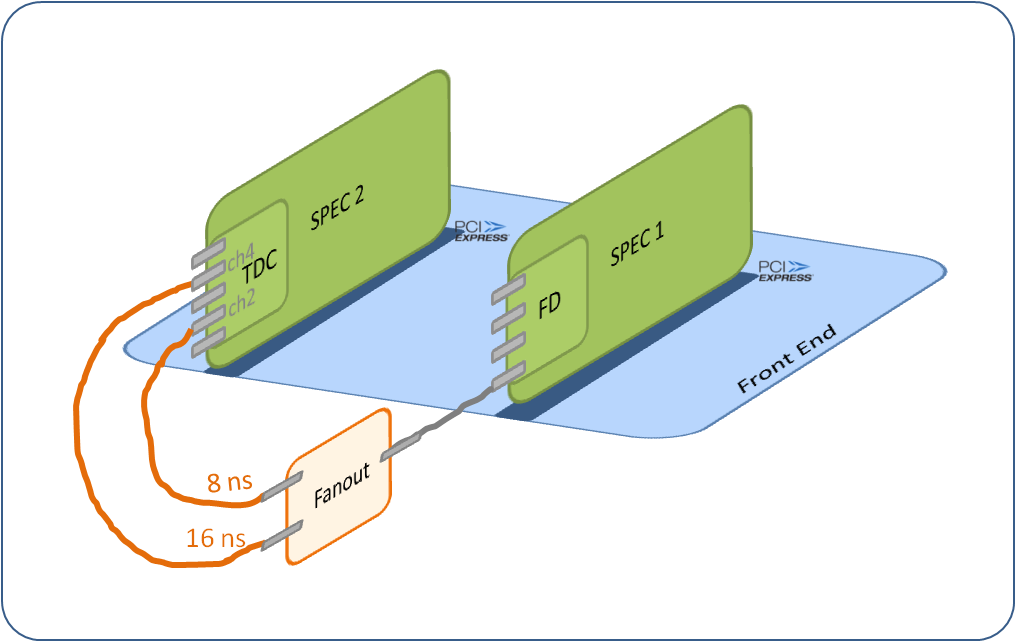 SPEC 2
ch4
TDC
ch2
PCI
EXPRESS
SPEC 1
FD
PCI
EXPRESS
Front End
8 ns
Fanout
16 ns